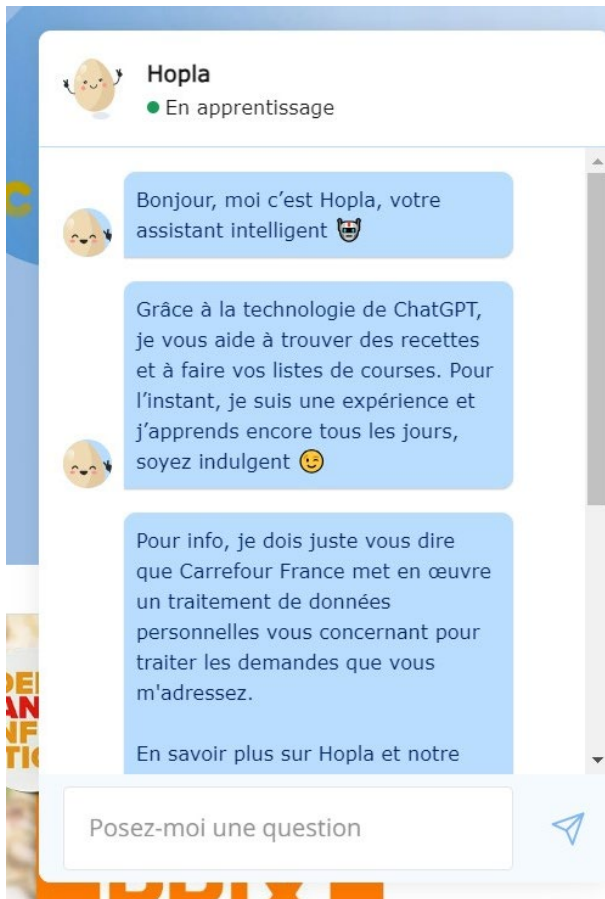 Hopla
En apprentissage
Bonjour, moi c’est Hopla, votre
assistant intelligent 🤖
Grâce à la technologie de ChatGPT,
je vous aide à trouver des recettes
et à faire vos listes de courses. Pour
l’instant, je suis une expérience et
j’apprends encore tous les jours,
soyez indulgent 😉
Pour info, je dois juste vous dire
que Carrefour France met en œuvre
un traitement de données
personnelles vous concernant pour
traiter les demandes que vous
m'adressez.
En savoir plus sur Hopla et notre
Posez-moi une question